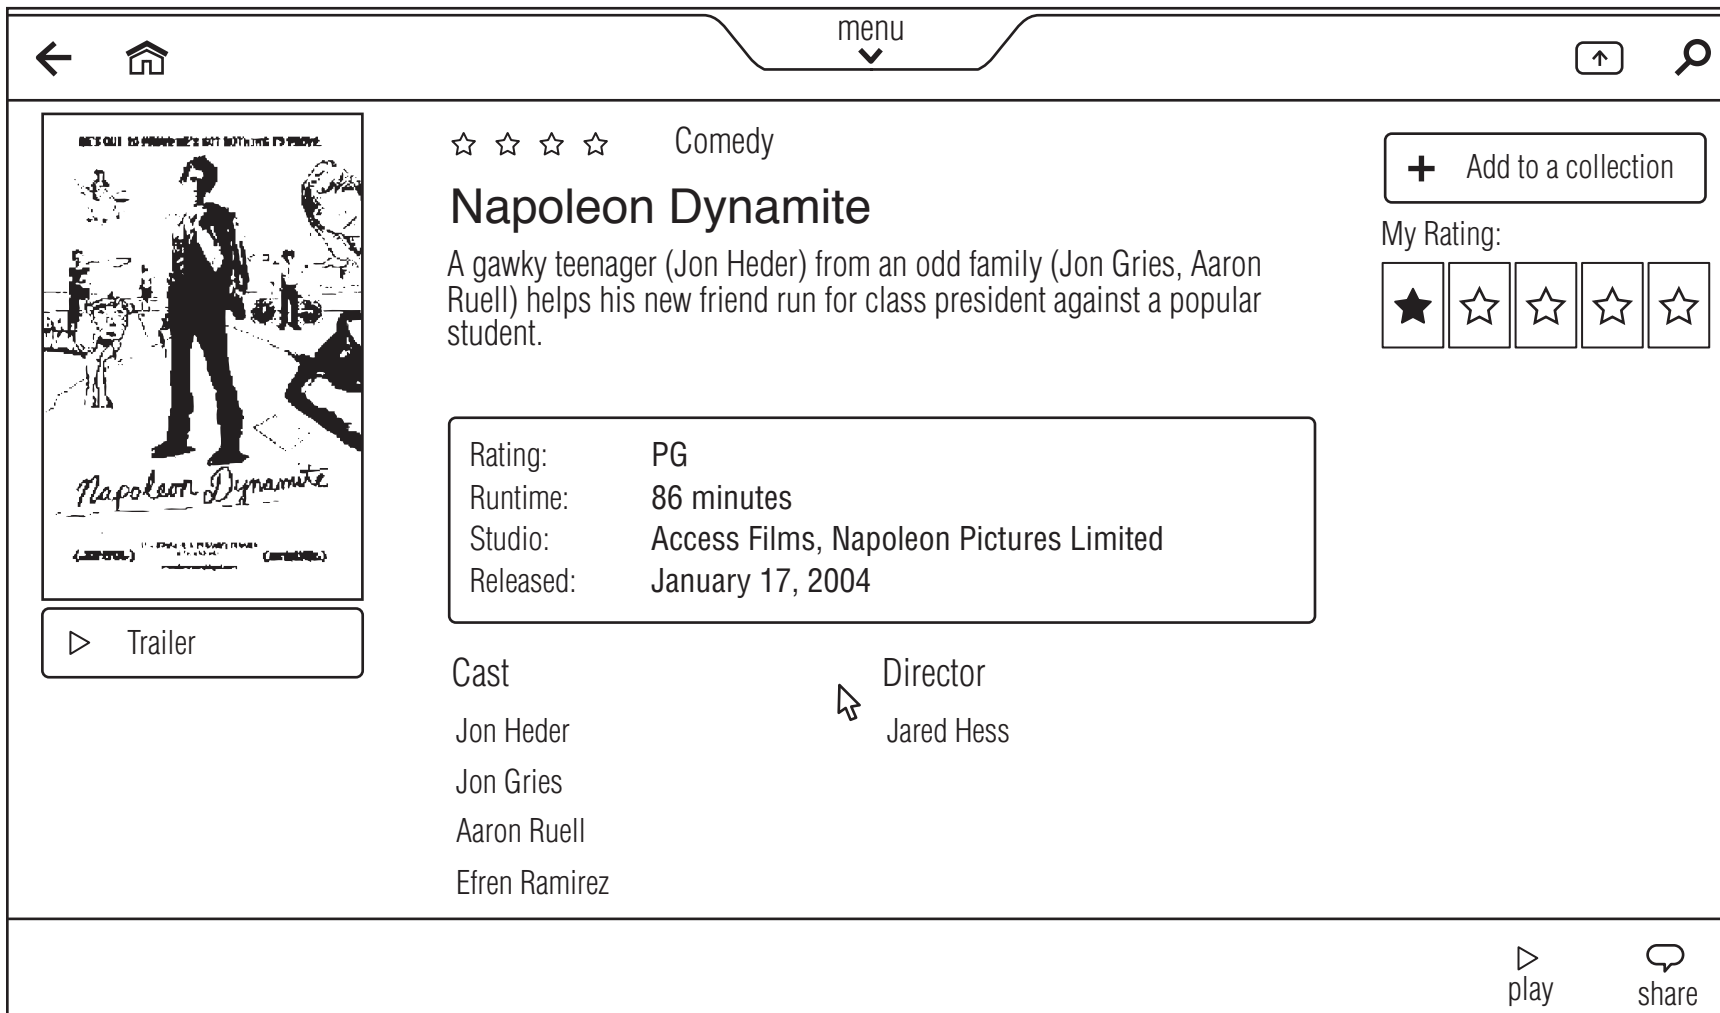 menu
Comedy
Add to a collection
Napoleon Dynamite
My Rating:
A gawky teenager (Jon Heder) from an odd family (Jon Gries, Aaron
Ruell) helps his new friend run for class president against a popular
student.
Napoleon Dynamite
Rating: PG
Runtime: 86 minutes
Studio: Access Films, Napoleon Pictures Limited
Released: January 17, 2004
Trailer
Cast
Jon Heder
Jon Gries
Aaron Ruell
Efren Ramirez
Director
Jared Hess
play
share